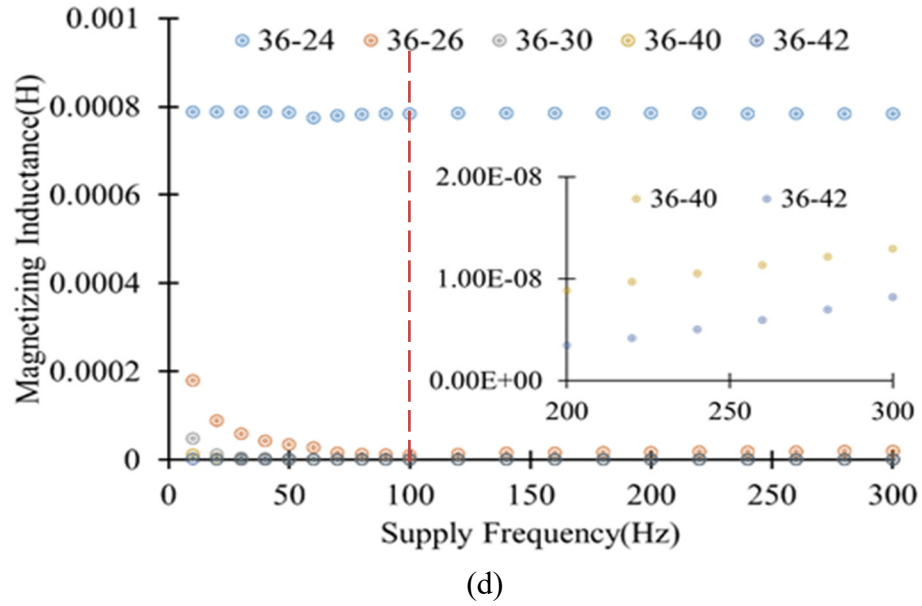 0.001
36-24 36-26 36-30 36-40 36-42
0.0008
0.0006
0.0004
0.0002
0
Magnetizing Inductance(H)
2.00E-08
36-40 36-42
1.00E-08
0.00E+00
200 250 300
0 50 100 150 200 250 300
Supply Frequency(Hz)
(d)